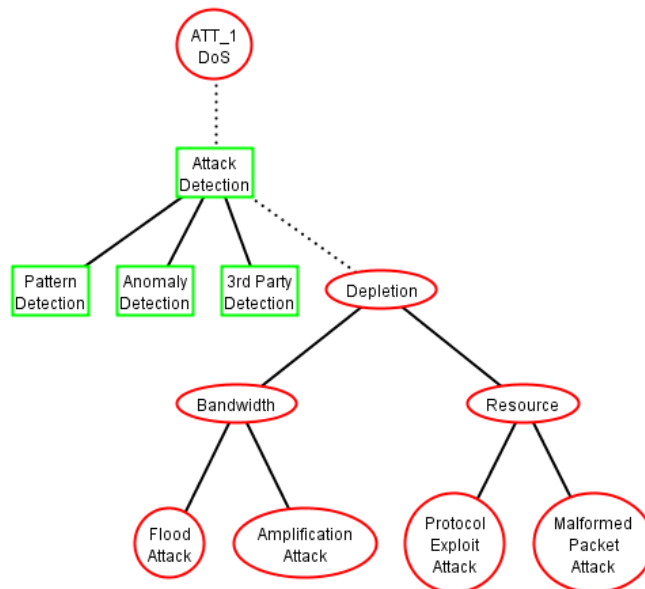 ATT_1
DoS
Attack
Detection
Pattern
Detection
Anomaly
Detection
3rd Party
Detection
Depletion
Bandwidth
Resource
Flood
Attack
Amplification
Attack
Protocol
Exploit
Attack
Malformed
Packet
Attack